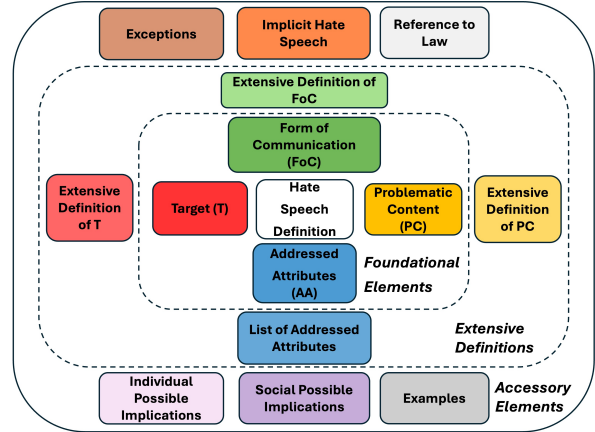 Exceptions
Implicit Hate
Speech
Reference to
Law
Extensive Definition of
FoC
Form of
Communication
(FoC)
Extensive
Definition
of T
Target (T)
Hate
Speech
Definition
Problematic
Content
(PC)
Extensive
Definition
of PC
Addressed
Attributes
(AA)
Foundational
Elements
List of Addressed
Attributes
Extensive
Definitions
Individual
Possible
Implications
Social Possible
Implications
Examples
Accessory
Elements